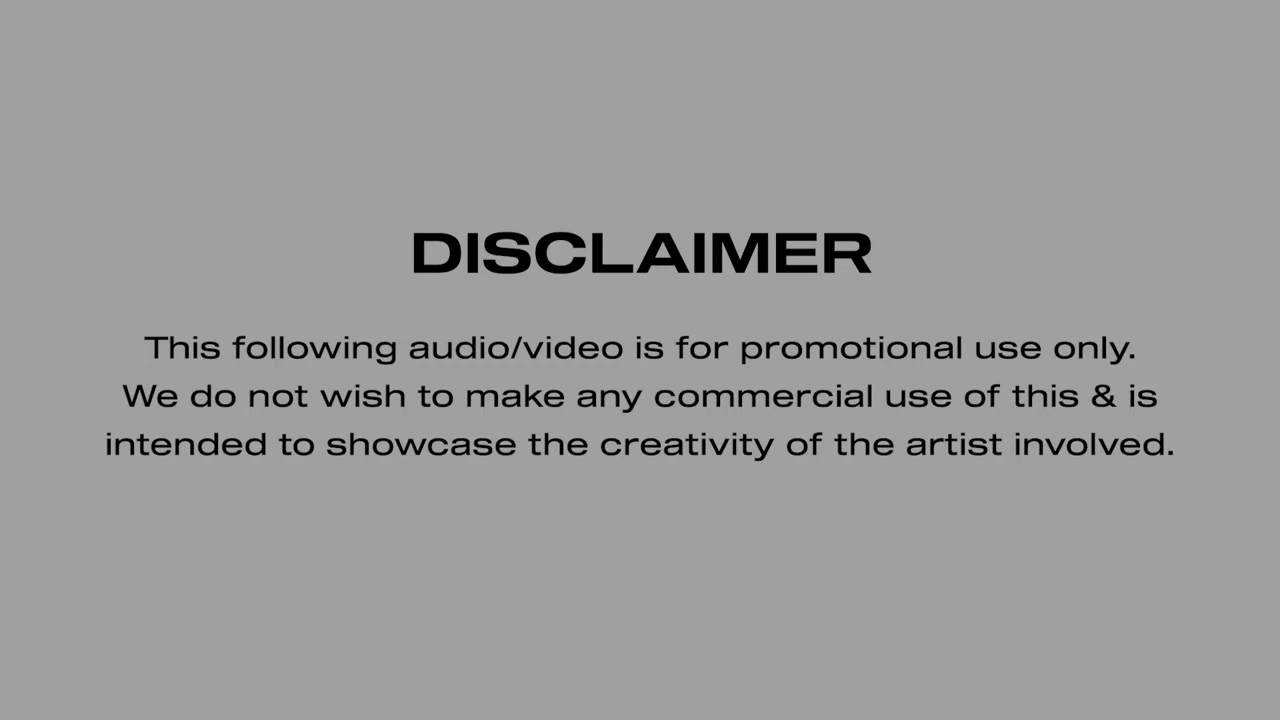 DISCLAIMER
This following audio/video is for promotional use only.
We do not wish to make any commercial use of this & is
intended to showcase the creativity of the artist involved.